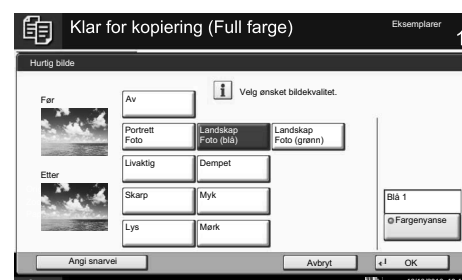 Klar for kopiering (Full farge)
Eksemplarer
Hurtig bilde
Før
Etter
Av
i Velg ønsket bildekvalitet.
Portrett
Foto
Landskap
Foto (blå)
Landskap
Foto (grønn)
Livaktig
Dempet
Skarp
Myk
Lys
Mørk
Blå 1
Fargenyanse
Angi snarvei
Avbryt
OK